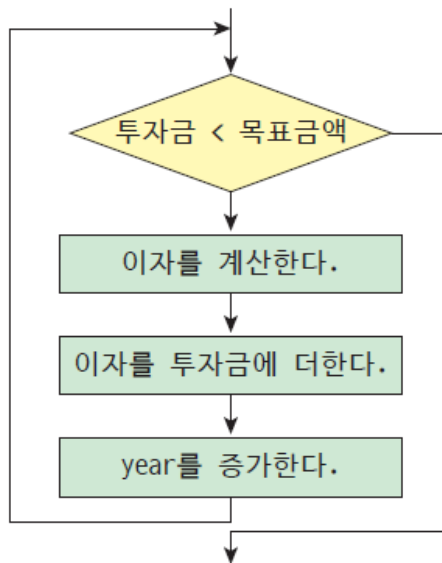 투자금 < 목표금액
이자를 계산한다.
이자를 투자금에 더한다.
year를 증가한다.